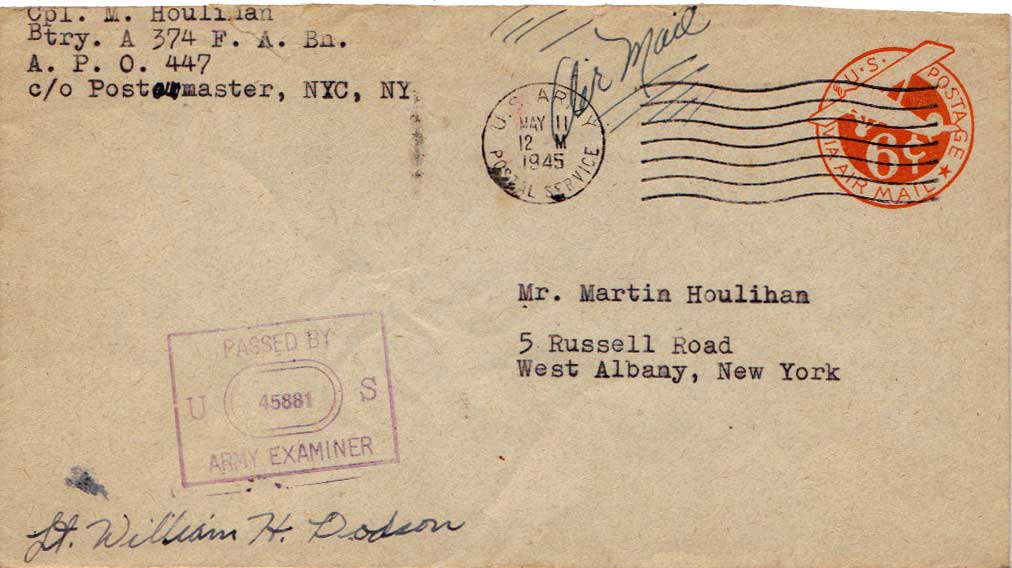 Cpl. M. Houlihan
Btry. A 374 F. A. Bn.
A. P. O. 447
c/o Postmaster, NYC, NY
Air Mail
U.S. ARMY
MAY 11
12 M
1945
POSTAL SERVICE
U.S. POSTAGE
6¢
VIA AIR MAIL
Mr. Martin Houlihan
5 Russell Road
West Albany, New York
PASSED BY
U 45881 S
ARMY EXAMINER
Lt. William H. Dodson